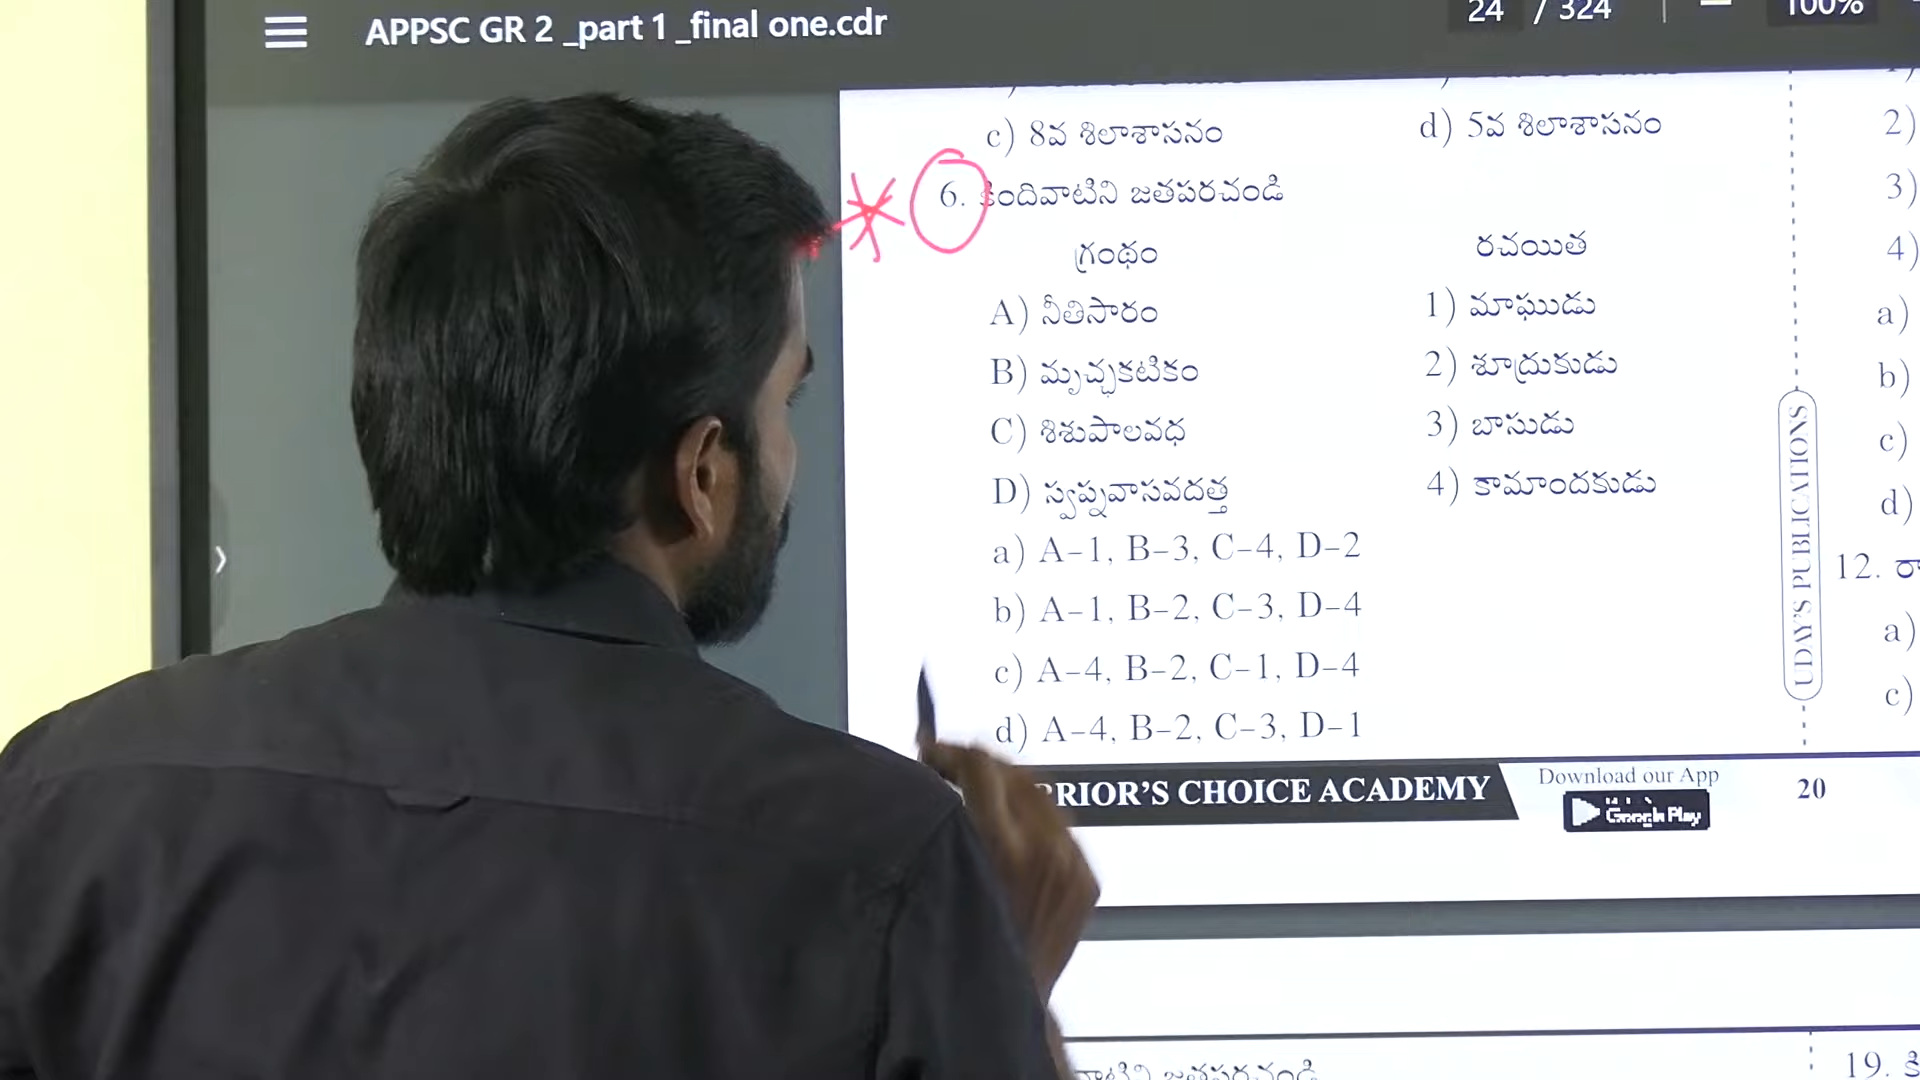 APPSC GR 2 _part 1 _final one.cdr
24 / 324
100%
c) 8వ శిలాశాసనం
d) 5వ శిలాశాసనం
6. కిందివాటిని జతపరచండి
గ్రంథం
రచయిత
A) నీతిసారం
1) మాఘుడు
B) మృచ్ఛకటికం
2) శూద్రుకుడు
C) శిశుపాలవధ
3) బాసుడు
D) స్వప్నవాసవదత్త
4) కామాందకుడు
a) A-1, B-3, C-4, D-2
b) A-1, B-2, C-3, D-4
c) A-4, B-2, C-1, D-4
d) A-4, B-2, C-3, D-1
CHOICE ACADEMY
Download our App
Google Play
20
UDAY'S PUBLICATIONS
2)
3)
4)
a)
b)
c)
d)
12.
a)
c)
జతపరచండి
19.